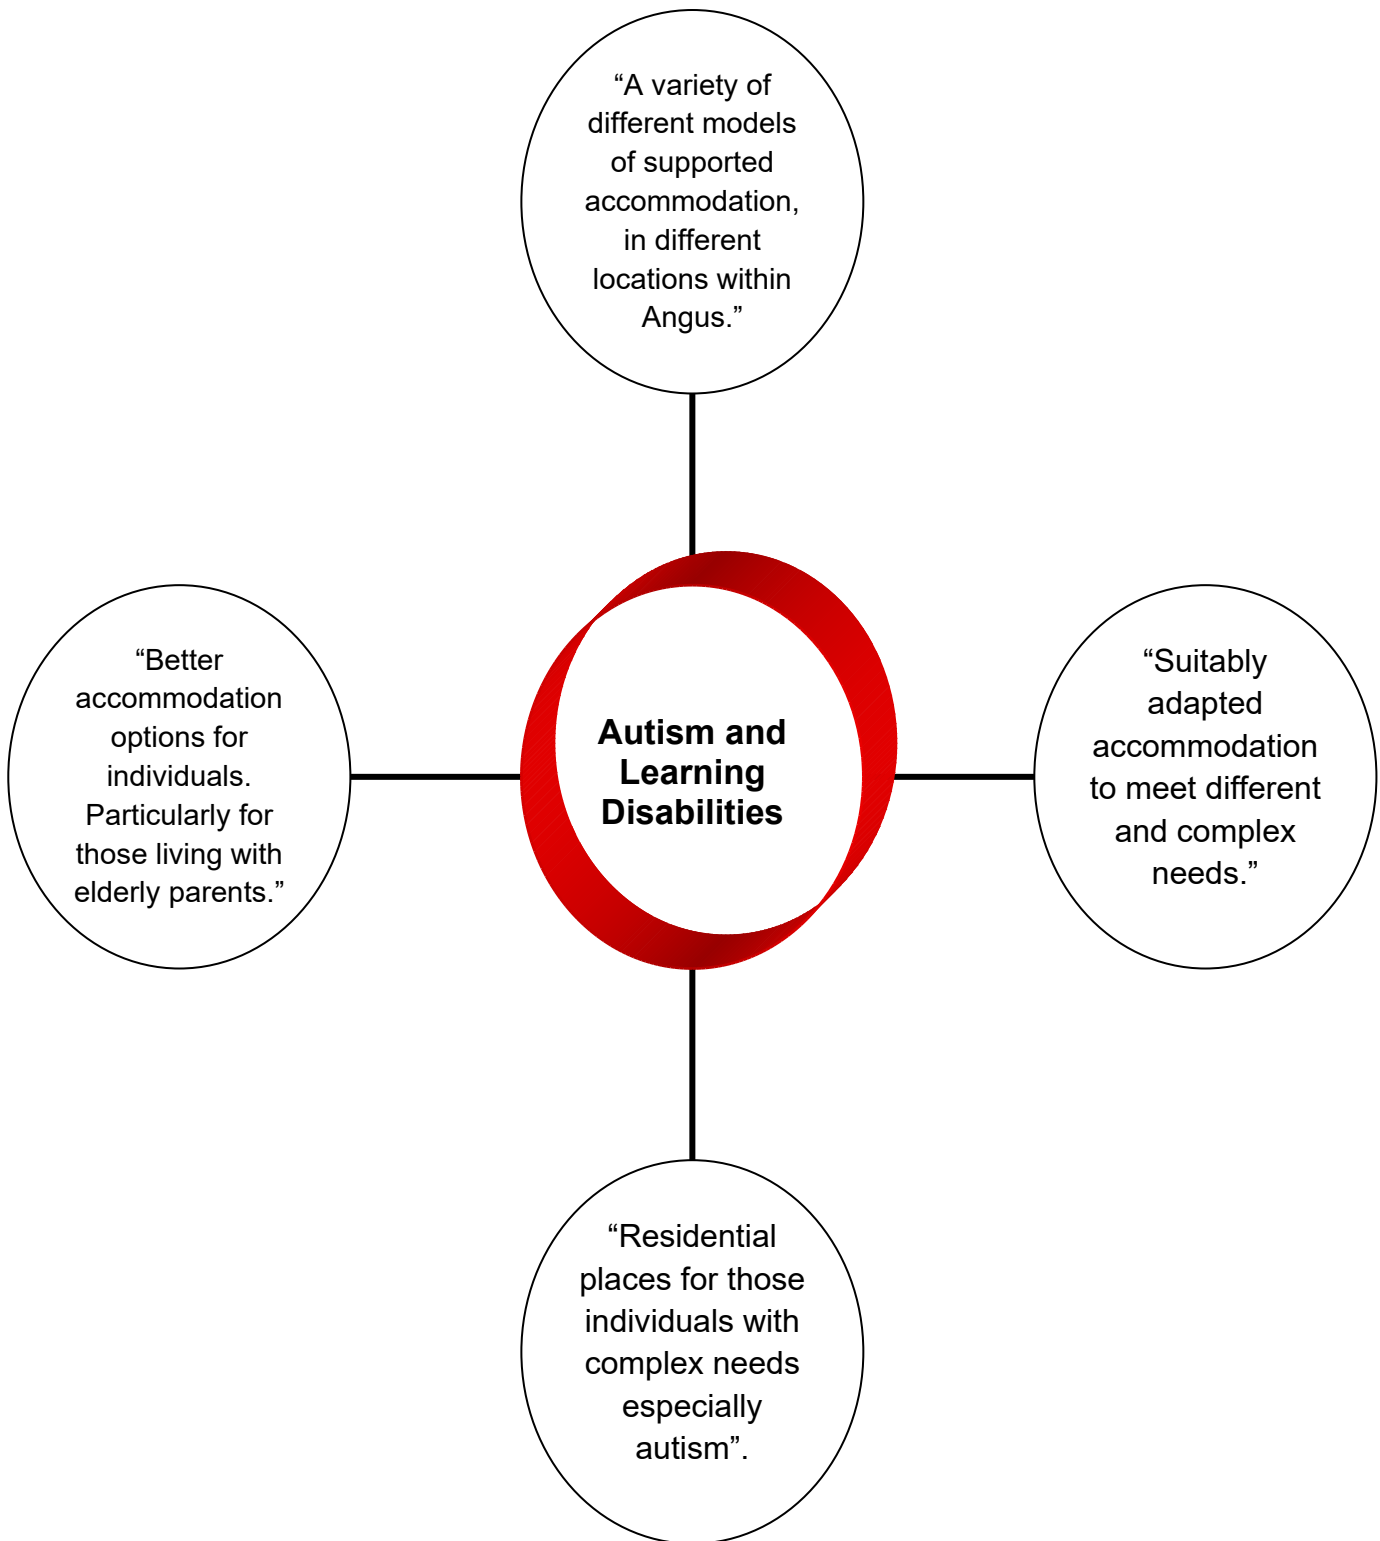 “A variety of
different models
of supported
accommodation,
in different
locations within
Angus.”
“Better
accommodation
options for
individuals.
Particularly for
those living with
elderly parents.”
Autism and
Learning
Disabilities
“Suitably
adapted
accommodation
to meet different
and complex
needs.”
“Residential
places for those
individuals with
complex needs
especially
autism”.